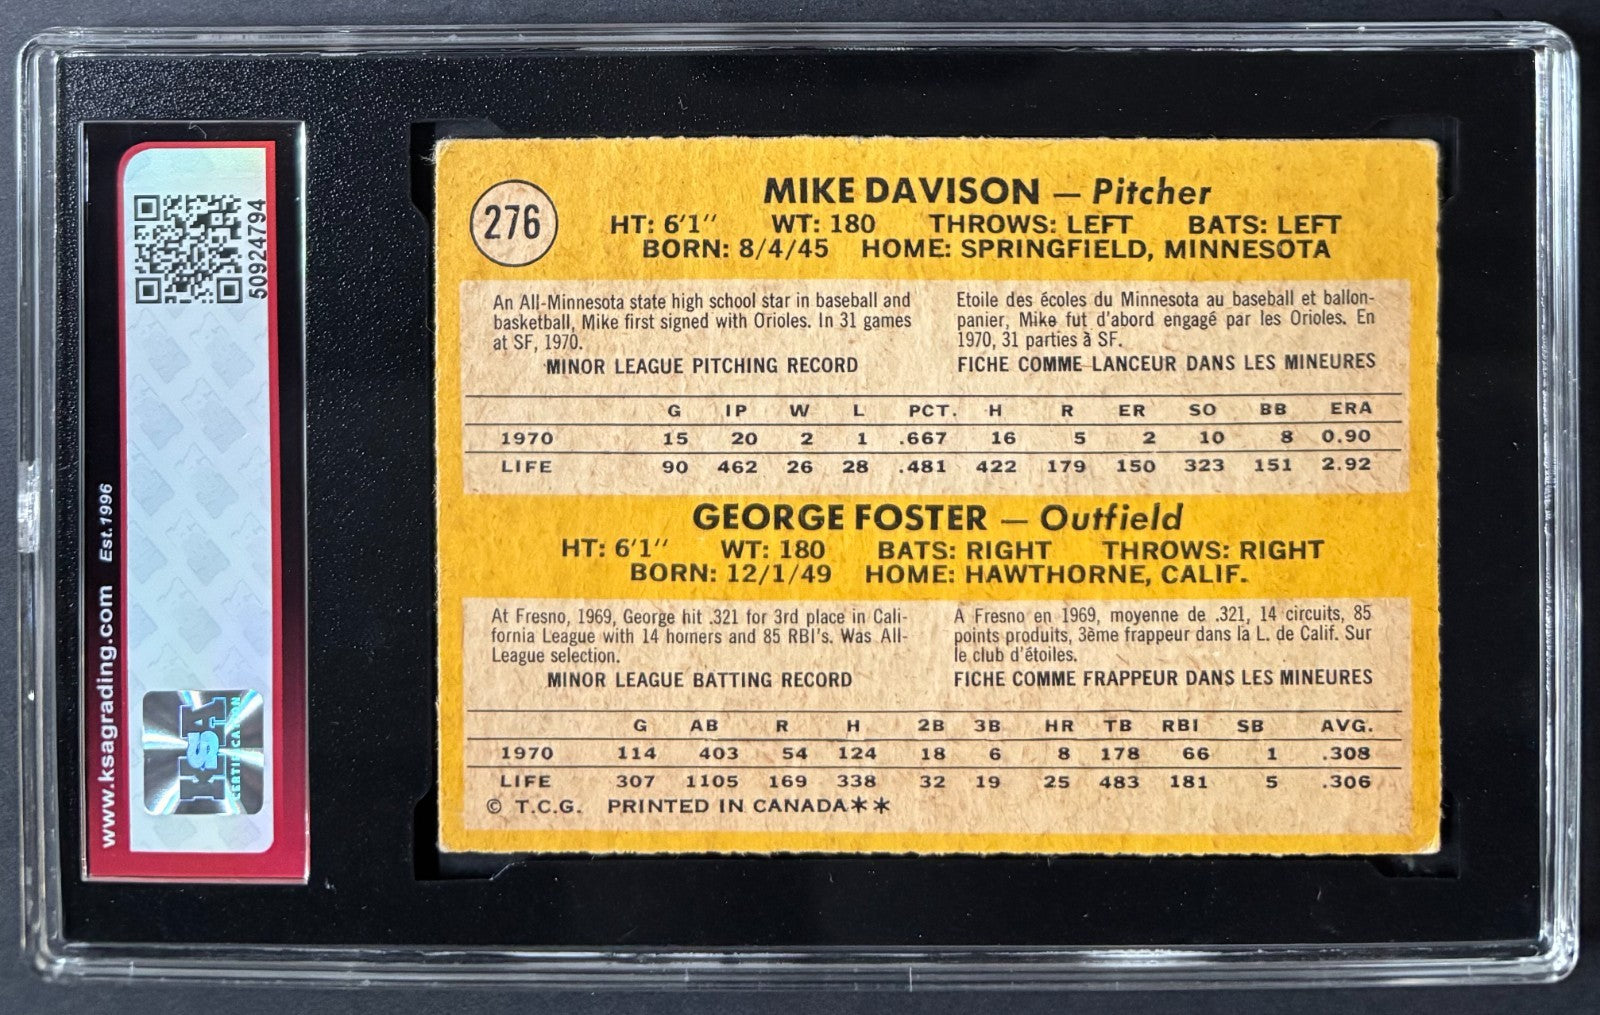 276
MIKE DAVISON — Pitcher
HT: 6'1" WT: 180 THROWS: LEFT BATS: LEFT
BORN: 8/4/45 HOME: SPRINGFIELD, MINNESOTA
An All-Minnesota state high school star in baseball and
basketball, Mike first signed with Orioles. In 31 games
at SF, 1970.
MINOR LEAGUE PITCHING RECORD
Etoile des écoles du Minnesota au baseball et ballon-
panier, Mike fut d'abord engagé par les Orioles. En
1970, 31 parties à SF.
FICHE COMME LANCEUR DANS LES MINEURES
G IP W L PCT. H R ER SO BB ERA
1970 15 20 2 1 .667 16 5 2 10 8 0.90
LIFE 90 462 26 28 .481 422 179 150 323 151 2.92
GEORGE FOSTER — Outfield
HT: 6'1" WT: 180 BATS: RIGHT THROWS: RIGHT
BORN: 12/1/49 HOME: HAWTHORNE, CALIF.
At Fresno, 1969, George hit .321 for 3rd place in Cali-
fornia League with 14 homers and 85 RBI's. Was All-
League selection.
MINOR LEAGUE BATTING RECORD
A Fresno en 1969, moyenne de .321, 14 circuits, 85
points produits, 3ème frappeur dans la L. de Calif. Sur
le club d'étoiles.
FICHE COMME FRAPPEUR DANS LES MINEURES
G AB R H 2B 3B HR TB RBI SB AVG.
1970 114 403 54 124 18 6 8 178 66 1 .308
LIFE 307 1105 169 338 32 19 25 483 181 5 .306
© T.C.G. PRINTED IN CANADA**
50924794
www.ksagrading.com Est.1996
KSA
CERTIFICATION